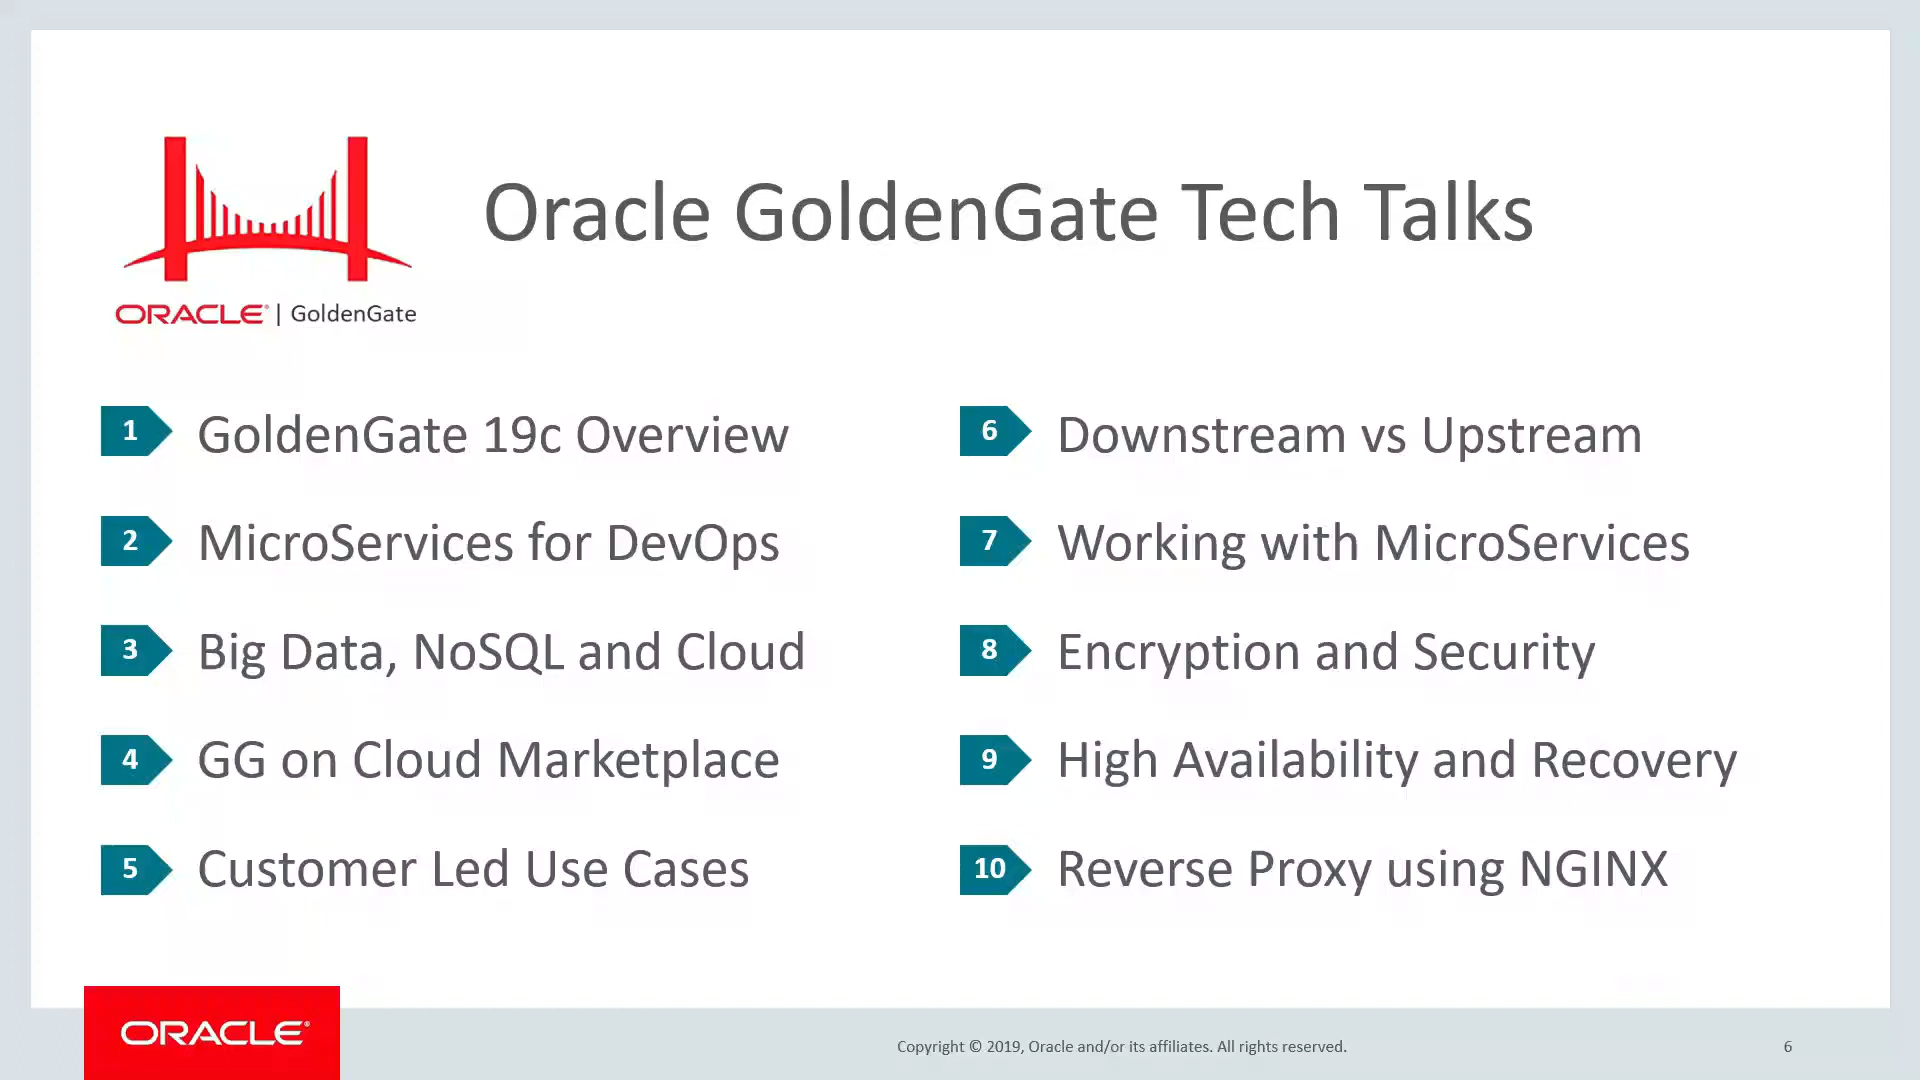 Oracle GoldenGate Tech Talks
ORACLE® | GoldenGate
1 GoldenGate 19c Overview
2 MicroServices for DevOps
3 Big Data, NoSQL and Cloud
4 GG on Cloud Marketplace
5 Customer Led Use Cases
6 Downstream vs Upstream
7 Working with MicroServices
8 Encryption and Security
9 High Availability and Recovery
10 Reverse Proxy using NGINX
ORACLE®
Copyright © 2019, Oracle and/or its affiliates. All rights reserved.
6